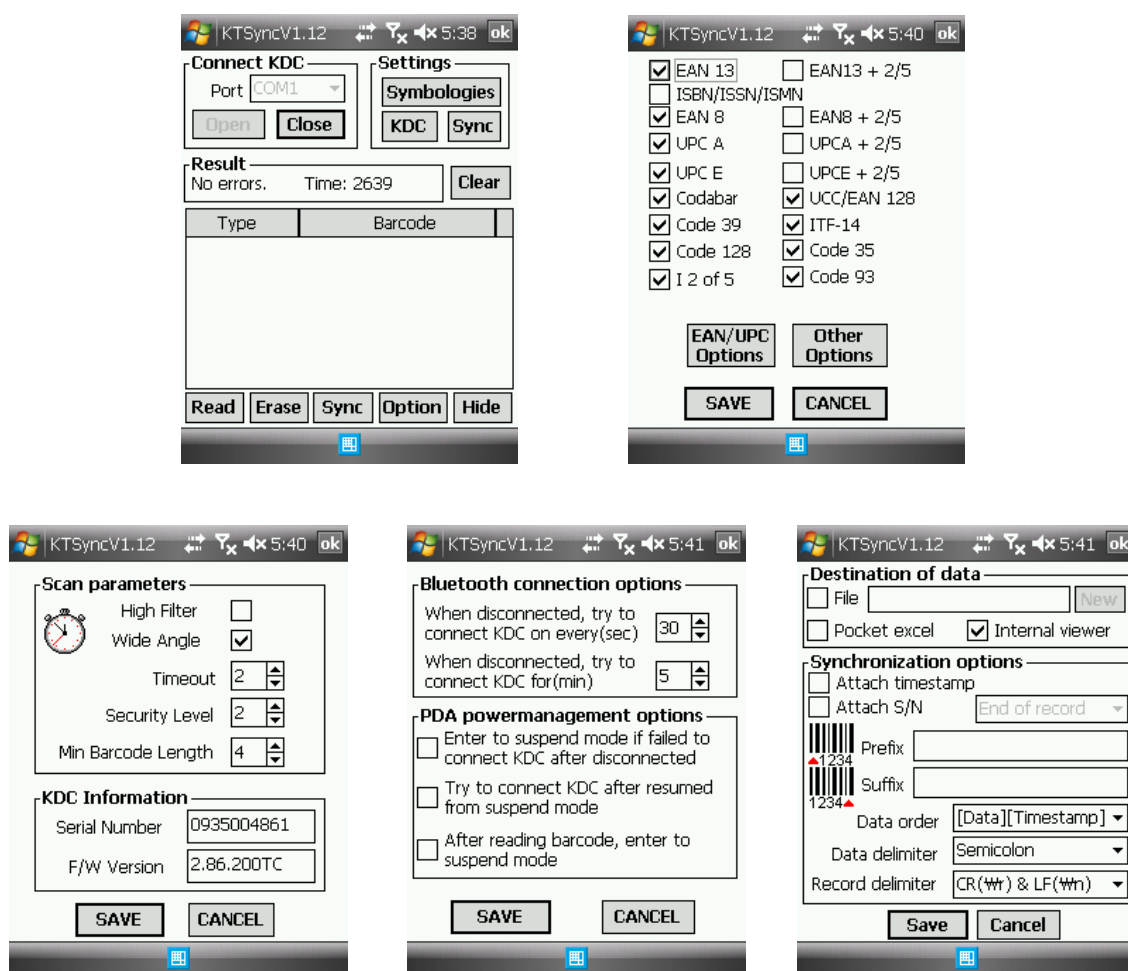 KTSyncV1.12 5:38 ok
Connect KDC
Port COM1
Open Close
Settings
Symbologies
KDC Sync
Result
No errors. Time: 2639
Clear
Type Barcode
Read Erase Sync Option Hide
KTSyncV1.12 5:40 ok
EAN 13 EAN13 + 2/5
ISBN/ISSN/ISMN
EAN 8 EAN8 + 2/5
UPC A UPCA + 2/5
UPC E UPCE + 2/5
Codabar UCC/EAN 128
Code 39 ITF-14
Code 128 Code 35
I 2 of 5 Code 93
EAN/UPC
Options
Other
Options
SAVE CANCEL
KTSyncV1.12 5:40 ok
Scan parameters
High Filter
Wide Angle
Timeout 2
Security Level 2
Min Barcode Length 4
KDC Information
Serial Number 0935004861
F/W Version 2.86.200TC
SAVE CANCEL
KTSyncV1.12 5:41 ok
Bluetooth connection options
When disconnected, try to
connect KDC on every(sec) 30
When disconnected, try to
connect KDC for(min) 5
PDA powermanagement options
Enter to suspend mode if failed to
connect KDC after disconnected
Try to connect KDC after resumed
from suspend mode
After reading barcode, enter to
suspend mode
SAVE CANCEL
KTSyncV1.12 5:41 ok
Destination of data
File New
Pocket excel Internal viewer
Synchronization options
Attach timestamp
Attach S/N End of record
1234 Prefix
1234 Suffix
Data order [Data][Timestamp]
Data delimiter Semicolon
Record delimiter CR(₩r) & LF(₩n)
Save Cancel